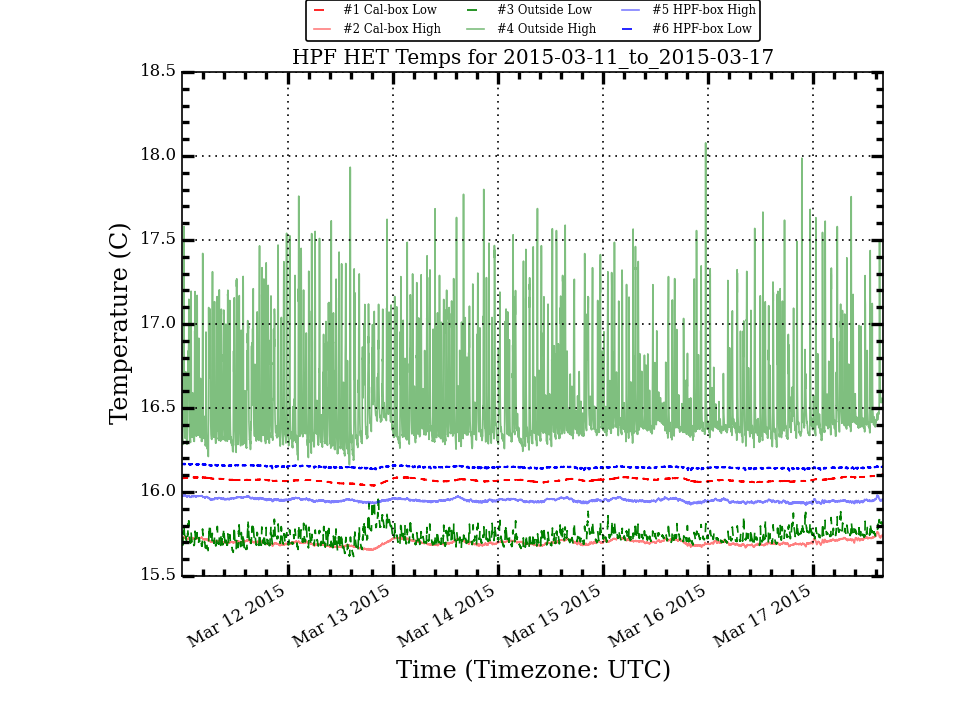 #1 Cal-box Low #3 Outside Low #5 HPF-box High
#2 Cal-box High #4 Outside High #6 HPF-box Low
HPF HET Temps for 2015-03-11_to_2015-03-17
18.5
18.0
17.5
17.0
16.5
16.0
15.5
Temperature (C)
Mar 12 2015 Mar 13 2015 Mar 14 2015 Mar 15 2015 Mar 16 2015 Mar 17 2015
Time (Timezone: UTC)